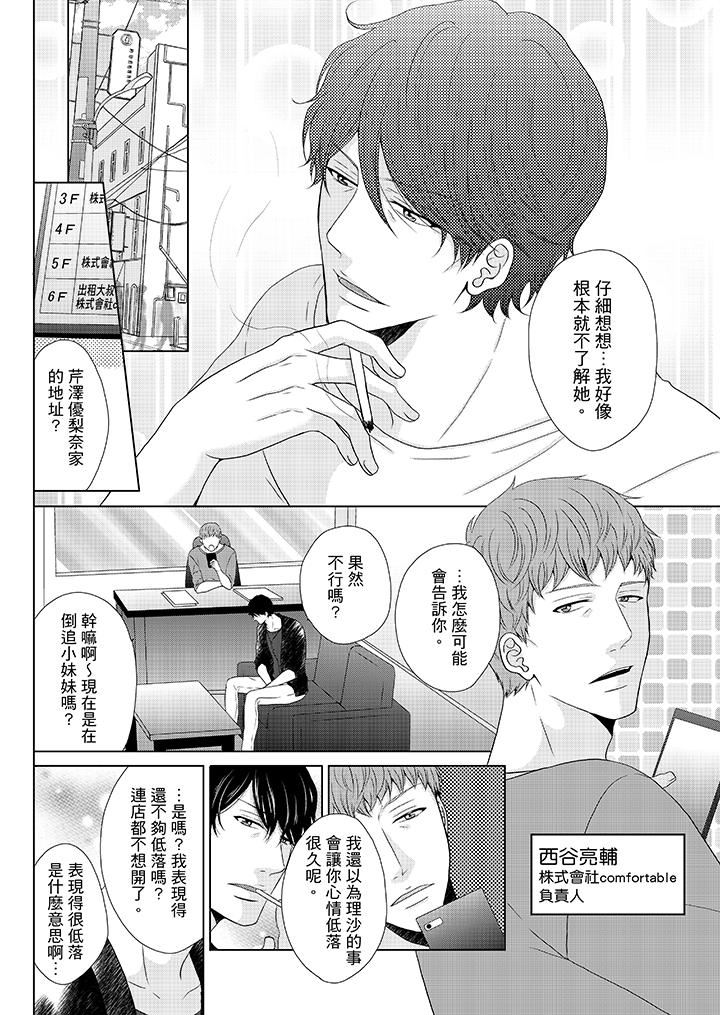 仔細想想…我好像
根本就不了解她。
3F 株式
4F
5F 株式會社
6F 出租大叔
株式會社c
芹澤優梨奈家
的地址？
…我怎麼可能
會告訴你。
果然
不行嗎？
幹嘛啊～現在是在
倒追小妹妹嗎？
西谷亮輔
株式會社comfortable
負責人
我還以為理沙的事
會讓你心情低落
很久呢。
…是嗎？我表現得
還不夠低落嗎？
連店都不想開了。
表現得很低落
是什麼意思啊…